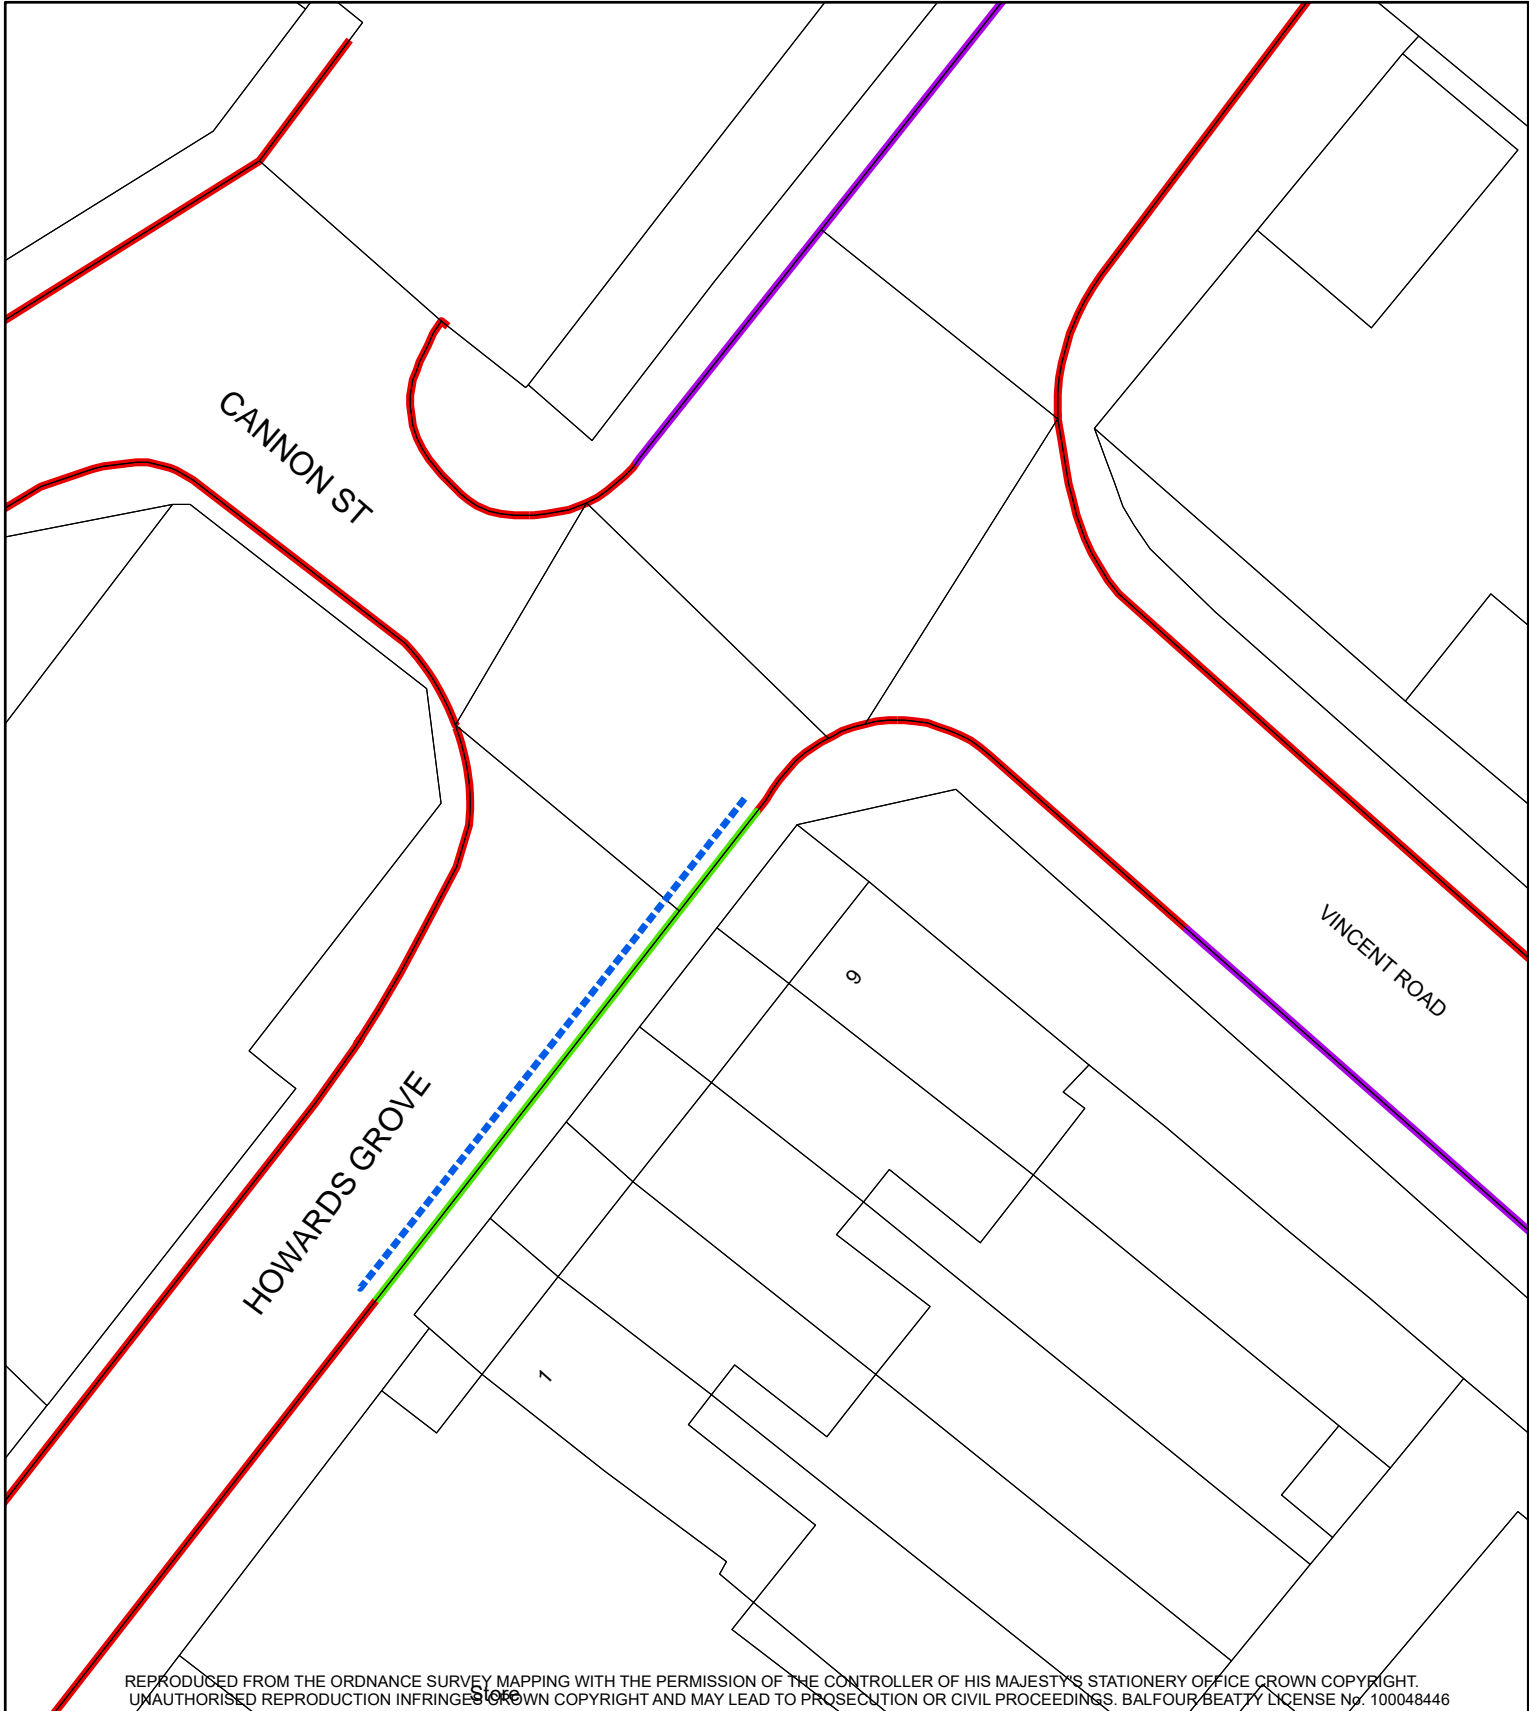 CANNON ST
VINCENT ROAD
9
HOWARDS GROVE
1
REPRODUCED FROM THE ORDNANCE SURVEY MAPPING WITH THE PERMISSION OF THE CONTROLLER OF HIS MAJESTY'S STATIONERY OFFICE CROWN COPYRIGHT.
Store
UNAUTHORISED REPRODUCTION INFRINGES CROWN COPYRIGHT AND MAY LEAD TO PROSECUTION OR CIVIL PROCEEDINGS. BALFOUR BEATTY LICENSE No. 100048446